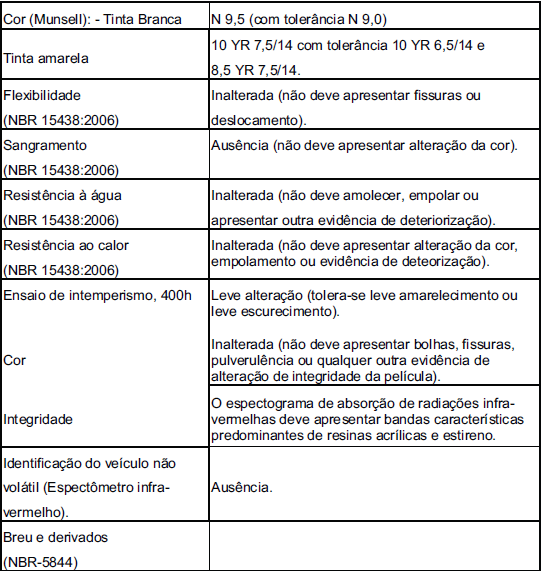 Cor (Munsell): - Tinta Branca
N 9,5 (com tolerância N 9,0)
Tinta amarela
10 YR 7,5/14 com tolerância 10 YR 6,5/14 e
8,5 YR 7,5/14.
Flexibilidade
(NBR 15438:2006)
Inalterada (não deve apresentar fissuras ou
deslocamento).
Sangramento
(NBR 15438:2006)
Ausência (não deve apresentar alteração da cor).
Resistência à água
(NBR 15438:2006)
Inalterada (não deve amolecer, empolar ou
apresentar outra evidência de deteriorização).
Resistência ao calor
(NBR 15438:2006)
Inalterada (não deve apresentar alteração da cor,
empolamento ou evidência de deteorização).
Ensaio de intemperismo, 400h
Leve alteração (tolera-se leve amarelecimento ou
leve escurecimento).
Cor
Inalterada (não deve apresentar bolhas, fissuras,
pulverulência ou qualquer outra evidência de
alteração de integridade da película).
Integridade
O espectograma de absorção de radiações infra-
vermelhas deve apresentar bandas características
predominantes de resinas acrílicas e estireno.
Identificação do veículo não
volátil (Espectômetro infra-
vermelho).
Ausência.
Breu e derivados
(NBR-5844)